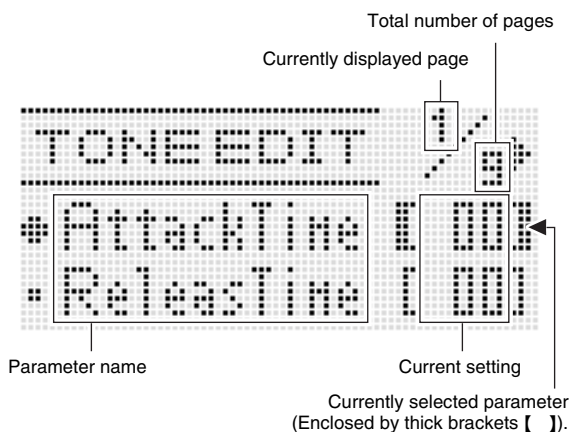 Total number of pages
Currently displayed page
TONE EDIT 1/9
AttackTime【 00】
ReleasTime[ 00]
Parameter name
Current setting
Currently selected parameter
(Enclosed by thick brackets【 】).